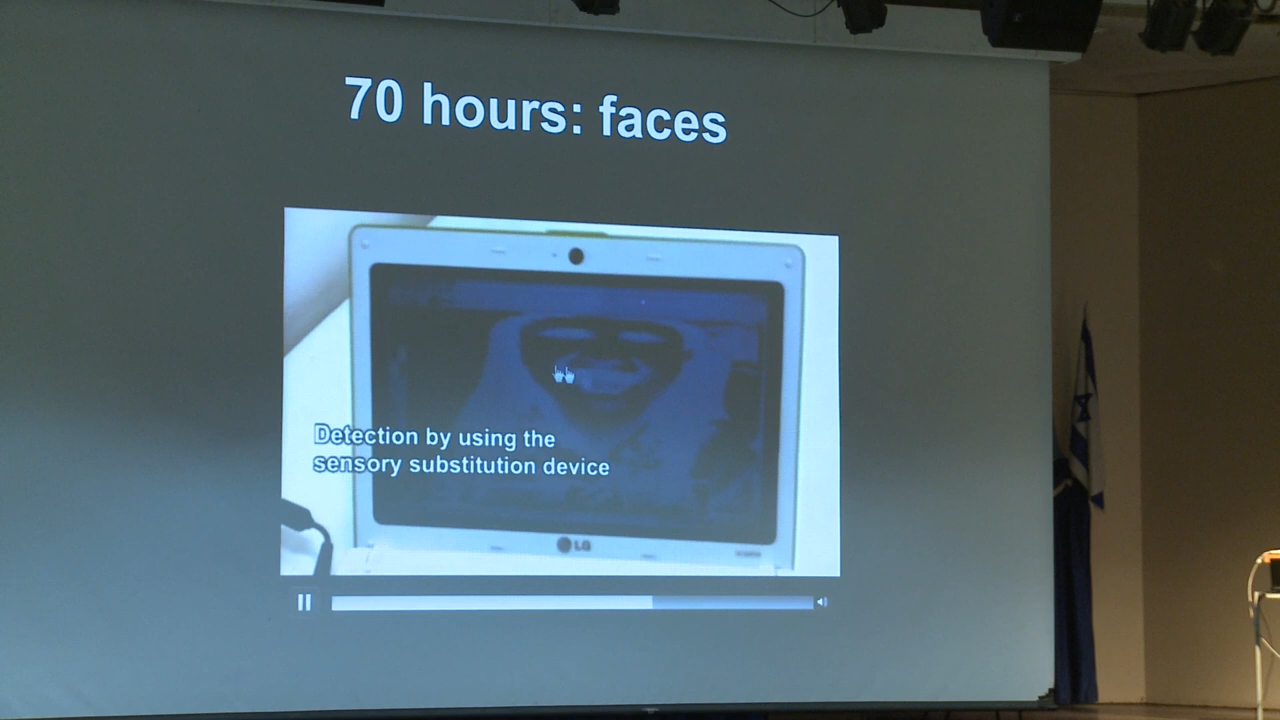 70 hours: faces
Detection by using the
sensory substitution device
LG